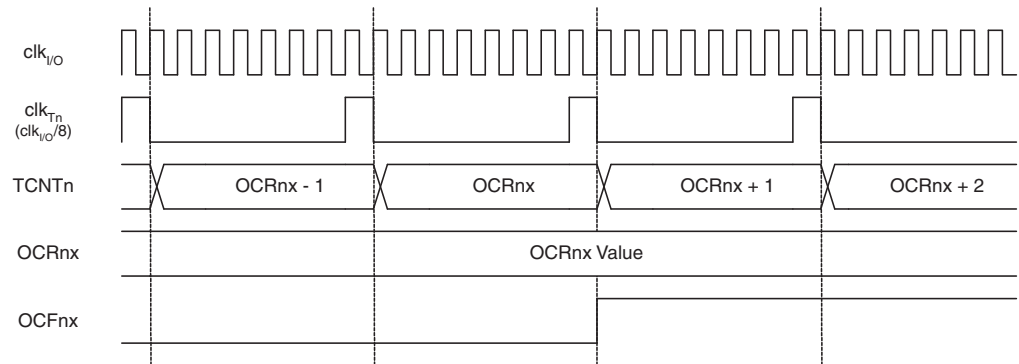 clkI/O
clkTn
(clkI/O/8)
TCNTn OCRnx - 1 OCRnx OCRnx + 1 OCRnx + 2
OCRnx OCRnx Value
OCFnx